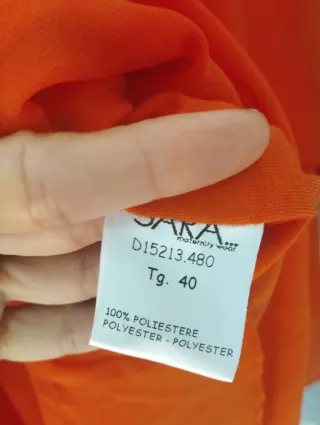 SARA...
maternity wear
D15213.480
Tg. 40
100% POLIESTERE
POLYESTER - POLYESTER